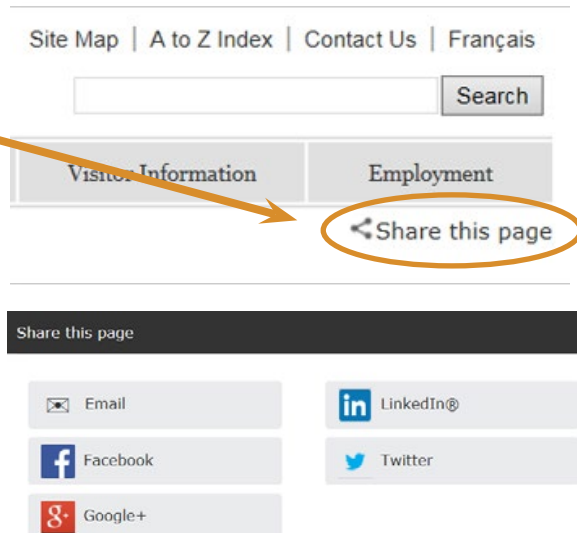 Site Map | A to Z Index | Contact Us | Français
Search
Visitor Information Employment
Share this page
Share this page
Email LinkedIn®
Facebook Twitter
Google+